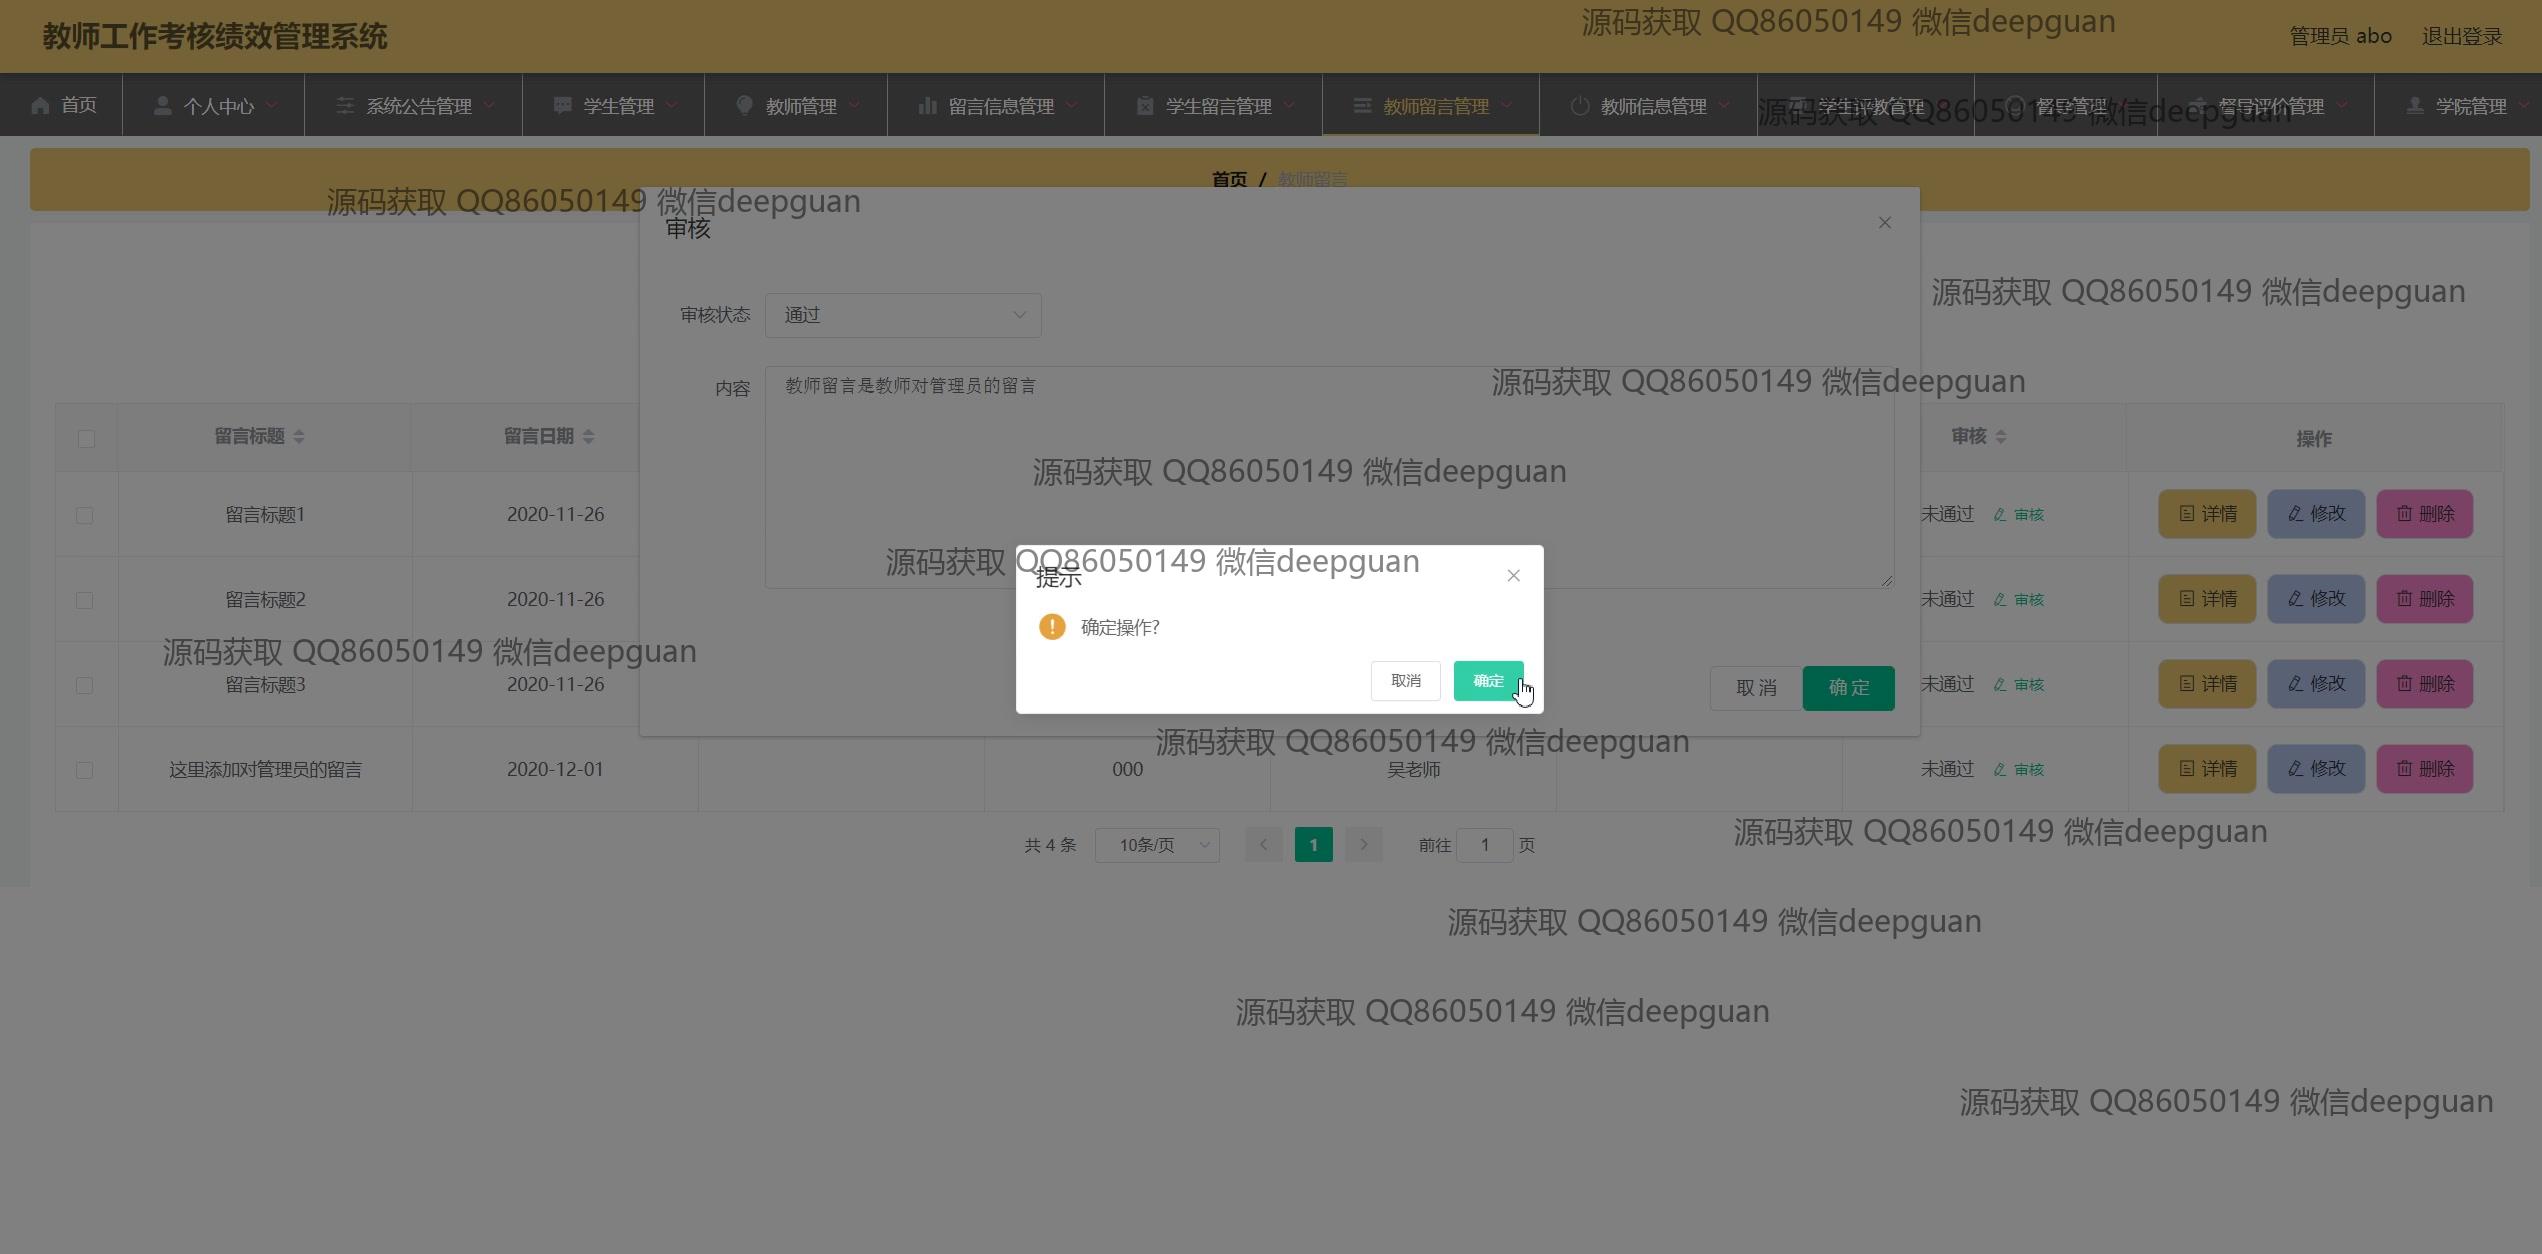 教师工作考核绩效管理系统
源码获取 QQ86050149 微信deepguan
管理员 abo
退出登录
首页
个人中心
系统公告管理
学生管理
教师管理
留言信息管理
学生留言管理
教师留言管理
教师信息管理
学生评教管理
督导管理
督导评价管理
学院管理
源码获取 QQ86050149 微信deepguan
首页 / 教师留言
源码获取 QQ86050149 微信deepguan
审核
源码获取 QQ86050149 微信deepguan
审核状态
通过
内容
教师留言是教师对管理员的留言
源码获取 QQ86050149 微信deepguan
留言标题
留言日期
审核
操作
源码获取 QQ86050149 微信deepguan
留言标题1
2020-11-26
未通过
审核
详情
修改
删除
源码获取 QQ86050149 微信deepguan
提示
确定操作?
取消
确定
留言标题2
2020-11-26
未通过
审核
详情
修改
删除
源码获取 QQ86050149 微信deepguan
留言标题3
2020-11-26
取 消
确 定
未通过
审核
详情
修改
删除
源码获取 QQ86050149 微信deepguan
这里添加对管理员的留言
2020-12-01
000
吴老师
未通过
审核
详情
修改
删除
源码获取 QQ86050149 微信deepguan
共 4 条
10条/页
1
前往 1 页
源码获取 QQ86050149 微信deepguan
源码获取 QQ86050149 微信deepguan
源码获取 QQ86050149 微信deepguan